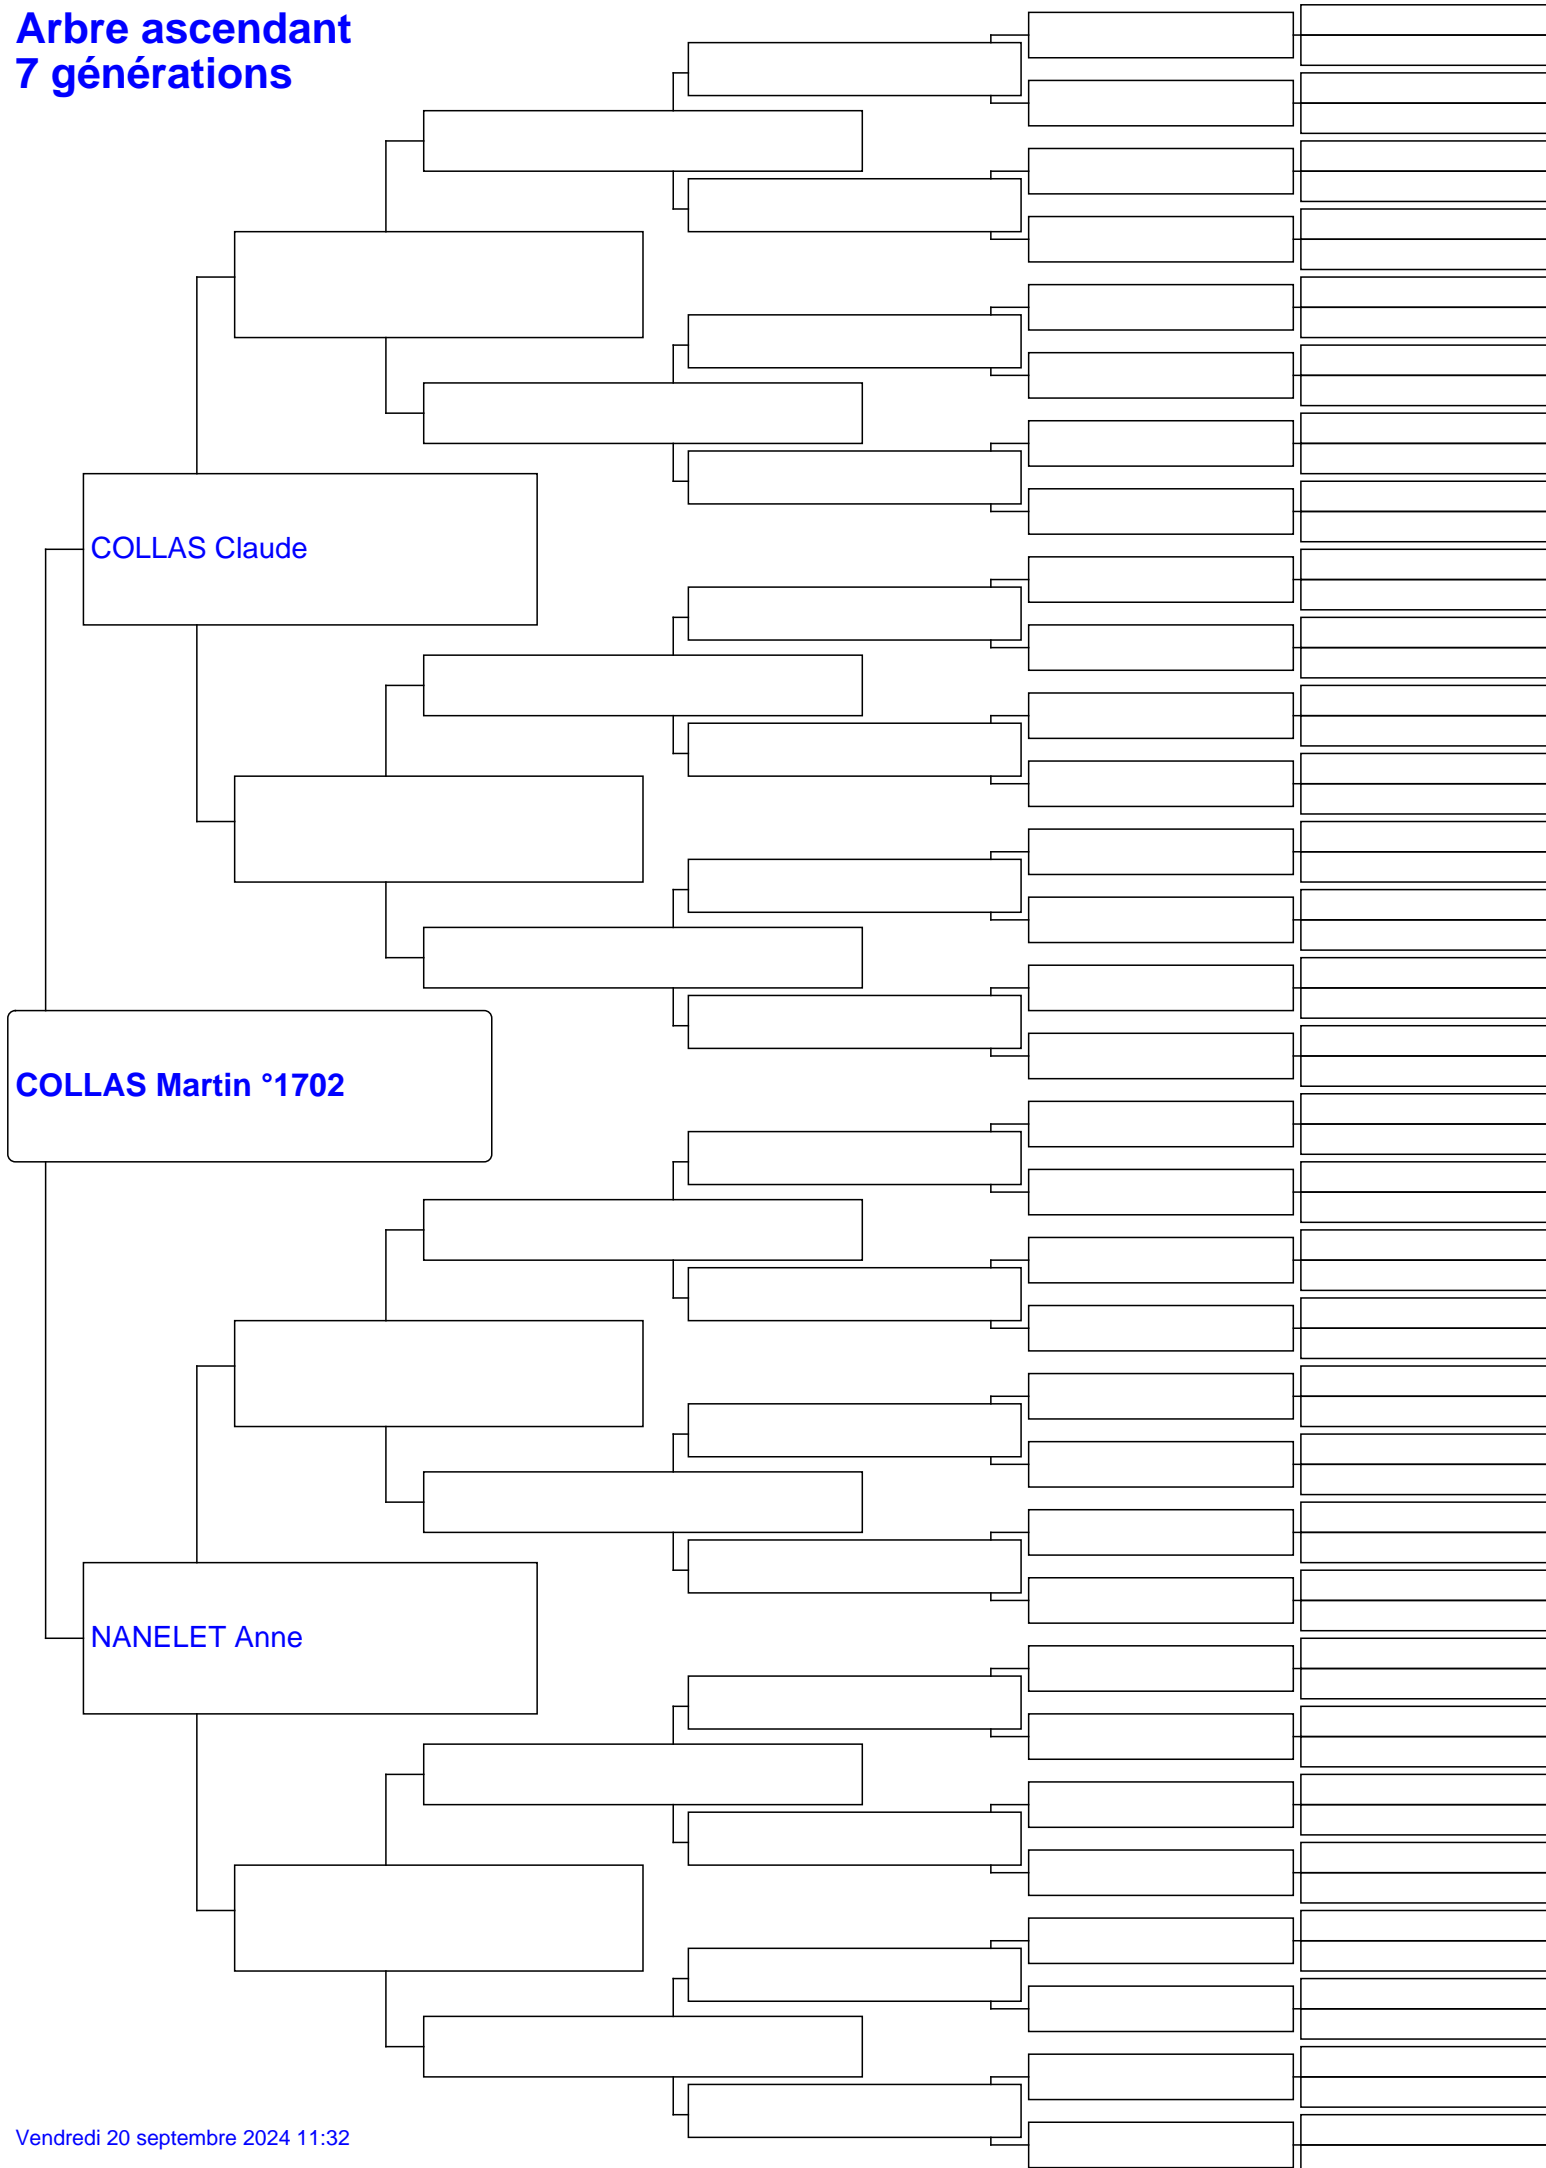 Arbre ascendant
7 générations
COLLAS Claude
COLLAS Martin °1702
NANELET Anne
Vendredi 20 septembre 2024 11:32